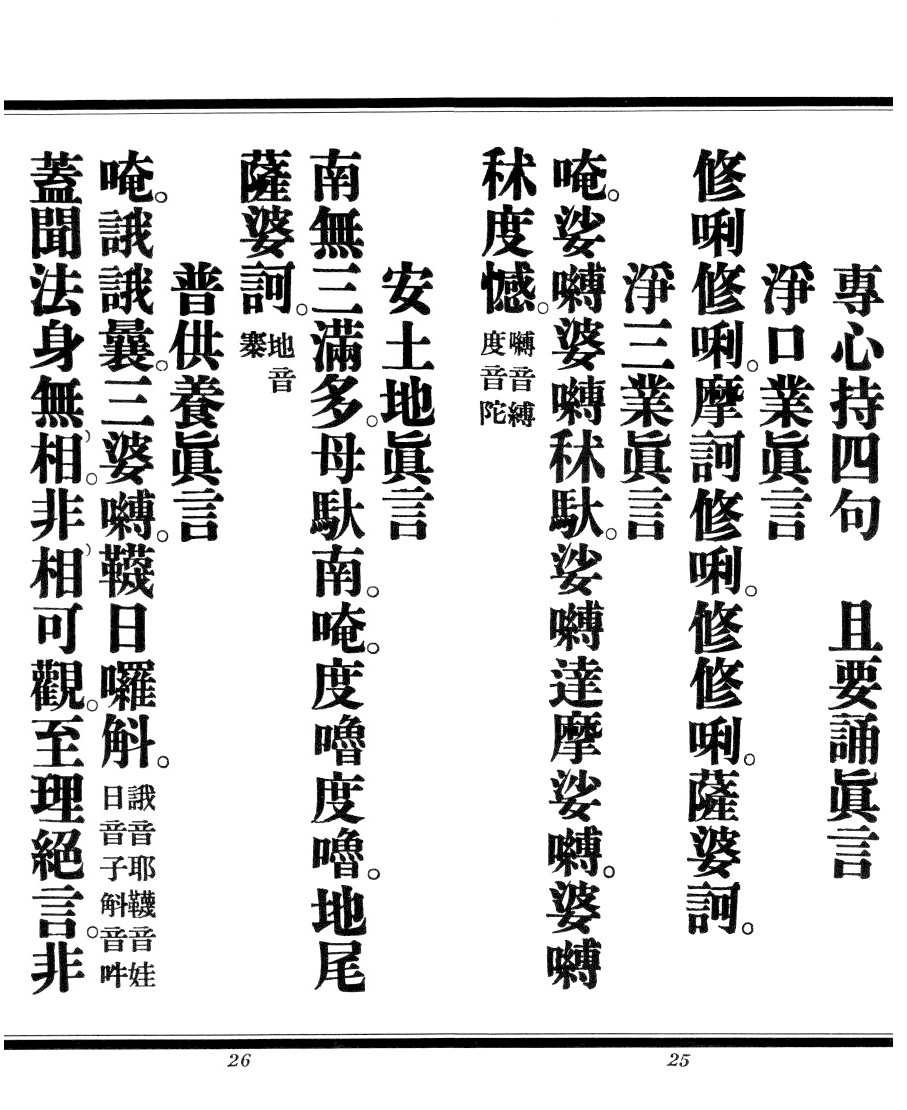 專心持四句　且要誦眞言
淨口業眞言
修唎修唎。摩訶修唎。修修唎。薩婆訶。
淨三業眞言
唵。娑嚩婆嚩秫馱。娑嚩達摩娑嚩。婆嚩
秫度憾。嚩音縛度音陀
安土地眞言
南無三滿多。母馱南。唵。度嚕度嚕。地尾
薩婆訶。地音寨
普供養眞言
唵。誐誐曩。三婆嚩。韈日囉斛。誐音耶韈音娃日音子斛音吽
蓋聞法身無相。非相可觀。至理絕言。非
25
26